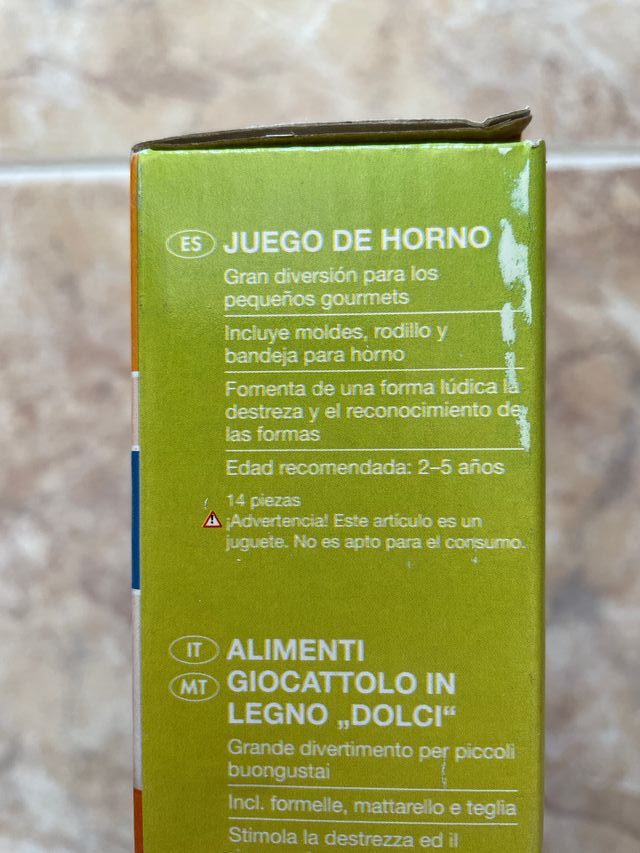 ES JUEGO DE HORNO
Gran diversión para los
pequeños gourmets
Incluye moldes, rodillo y
bandeja para horno
Fomenta de una forma lúdica la
destreza y el reconocimiento de
las formas
Edad recomendada: 2–5 años
14 piezas
¡Advertencia! Este artículo es un
juguete. No es apto para el consumo.
IT ALIMENTI
MT GIOCATTOLO IN
LEGNO „DOLCI“
Grande divertimento per piccoli
buongustai
Incl. formelle, mattarello e teglia
Stimola la destrezza ed il